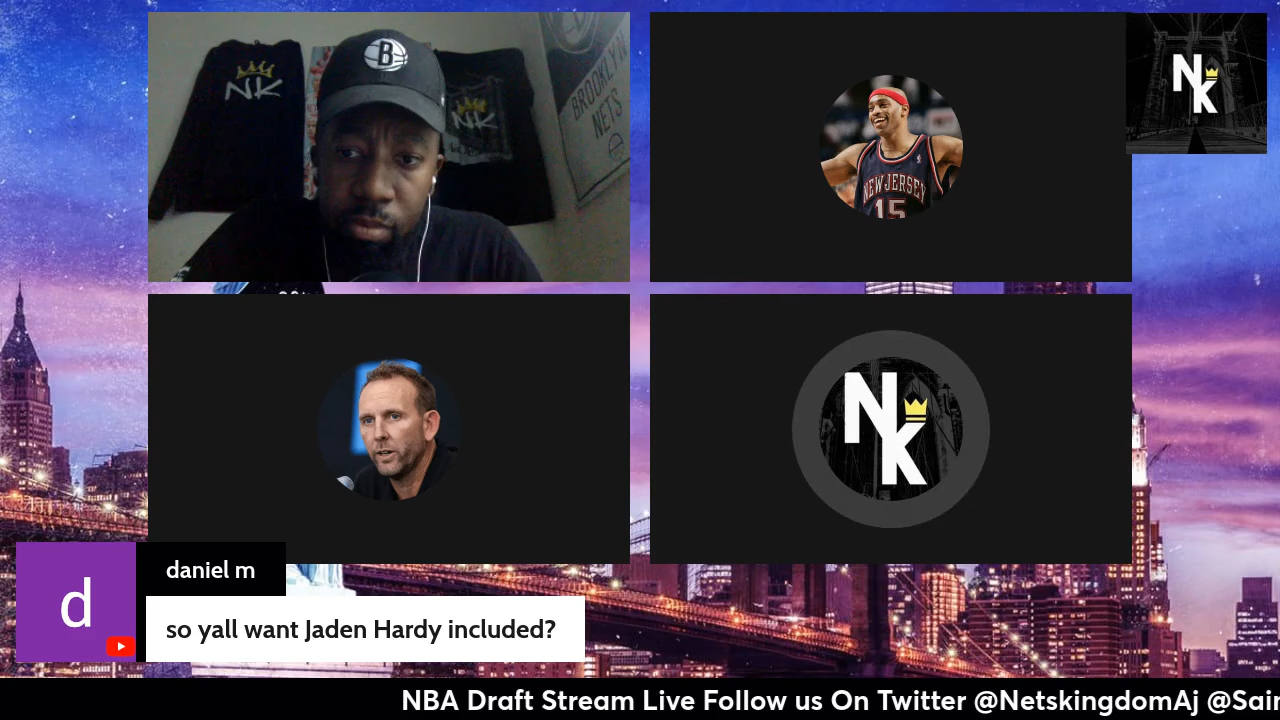 NK
B
NK
BROOKLYN
NETS
NEW JERSEY
15
NK
NK
d
daniel m
so yall want Jaden Hardy included?
NBA Draft Stream Live Follow us On Twitter @NetskingdomAj @Sair